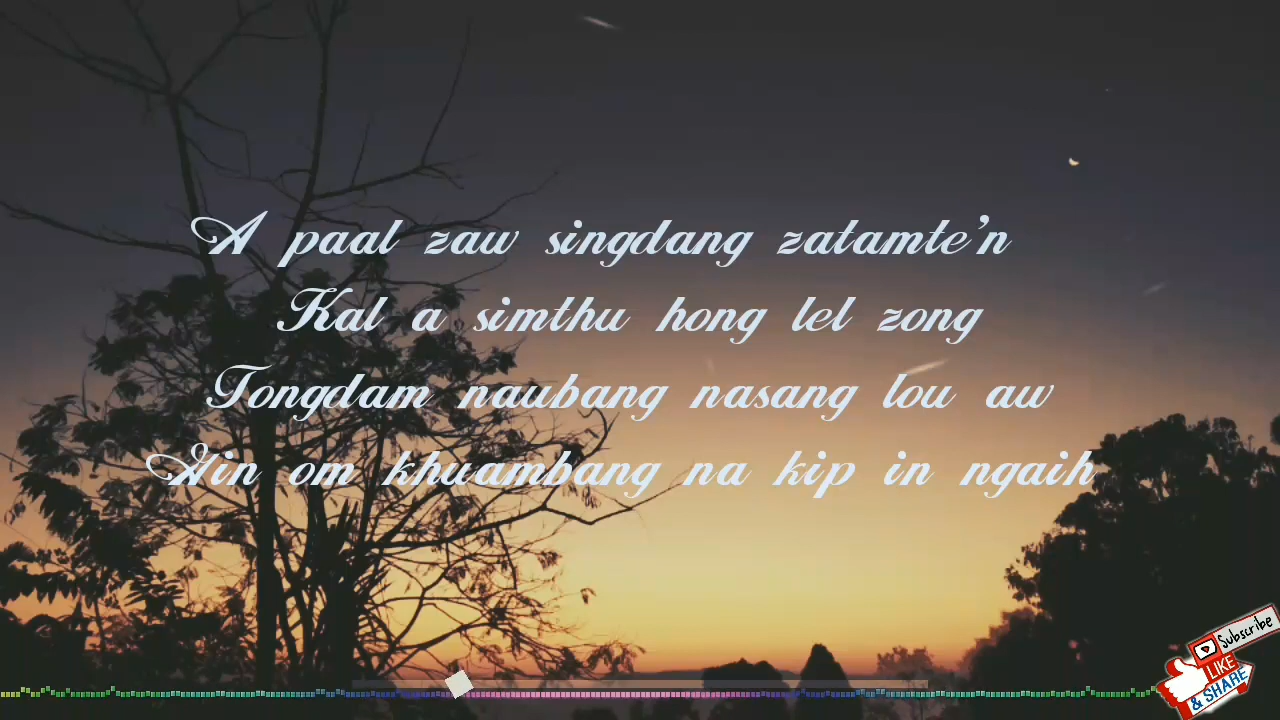 A paal zaw singdang zatamte'n
Kal a simthu hong lel zong
Tongdam naubang nasang lou aw
Hin om khuambang na kip in ngaih
Subscribe
LIKE
& SHARE